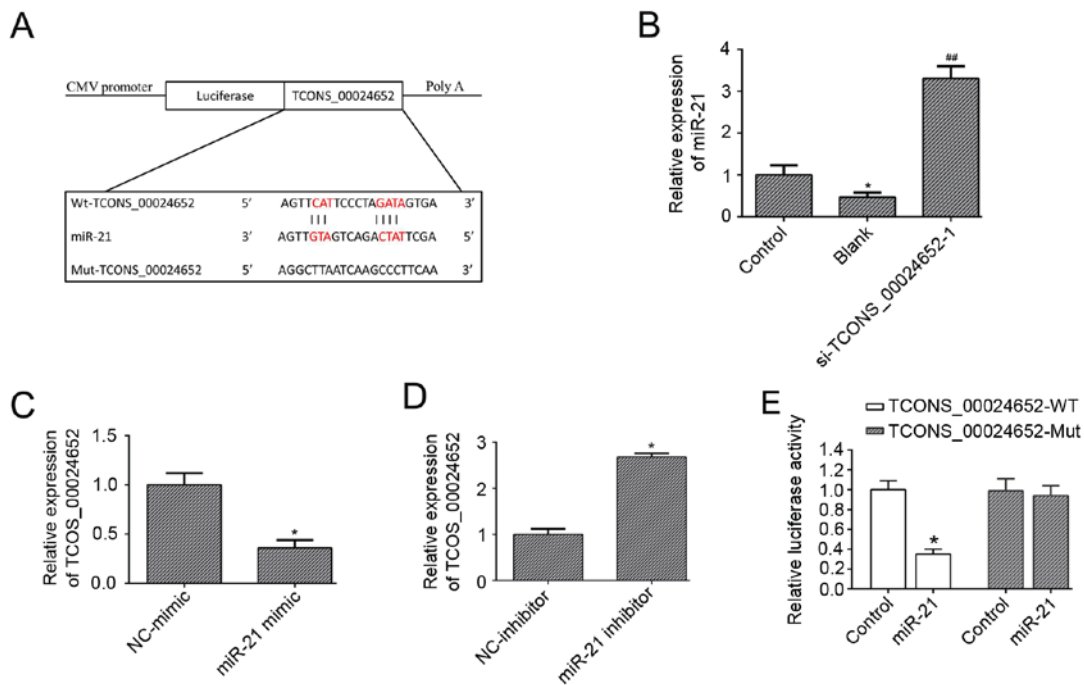 A
CMV promoter
Luciferase
TCONS_00024652
Poly A
Wt-TCONS_00024652 5′ AGTTCATTCCCTAGATAGTGA 3′
miR-21 3′ AGTTGTAGTCAGACTATTCGA 5′
Mut-TCONS_00024652 5′ AGGCTTAATCAAGCCCTTCAA 3′
B
Relative expression
of miR-21
4
3
2
1
0
*
##
Control
Blank
si-TCONS_00024652-1
C
Relative expression
of TCOS_00024652
1.5
1.0
0.5
0.0
*
NC-mimic
miR-21 mimic
D
Relative expression
of TCOS_00024652
3
2
1
0
*
NC-inhibitor
miR-21 inhibitor
E
TCONS_00024652-WT
TCONS_00024652-Mut
Relative luciferase activity
1.4
1.2
1.0
0.8
0.6
0.4
0.2
0
*
Control
miR-21
Control
miR-21